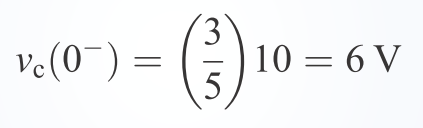 v_c(0⁻) = (3/5) 10 = 6 V